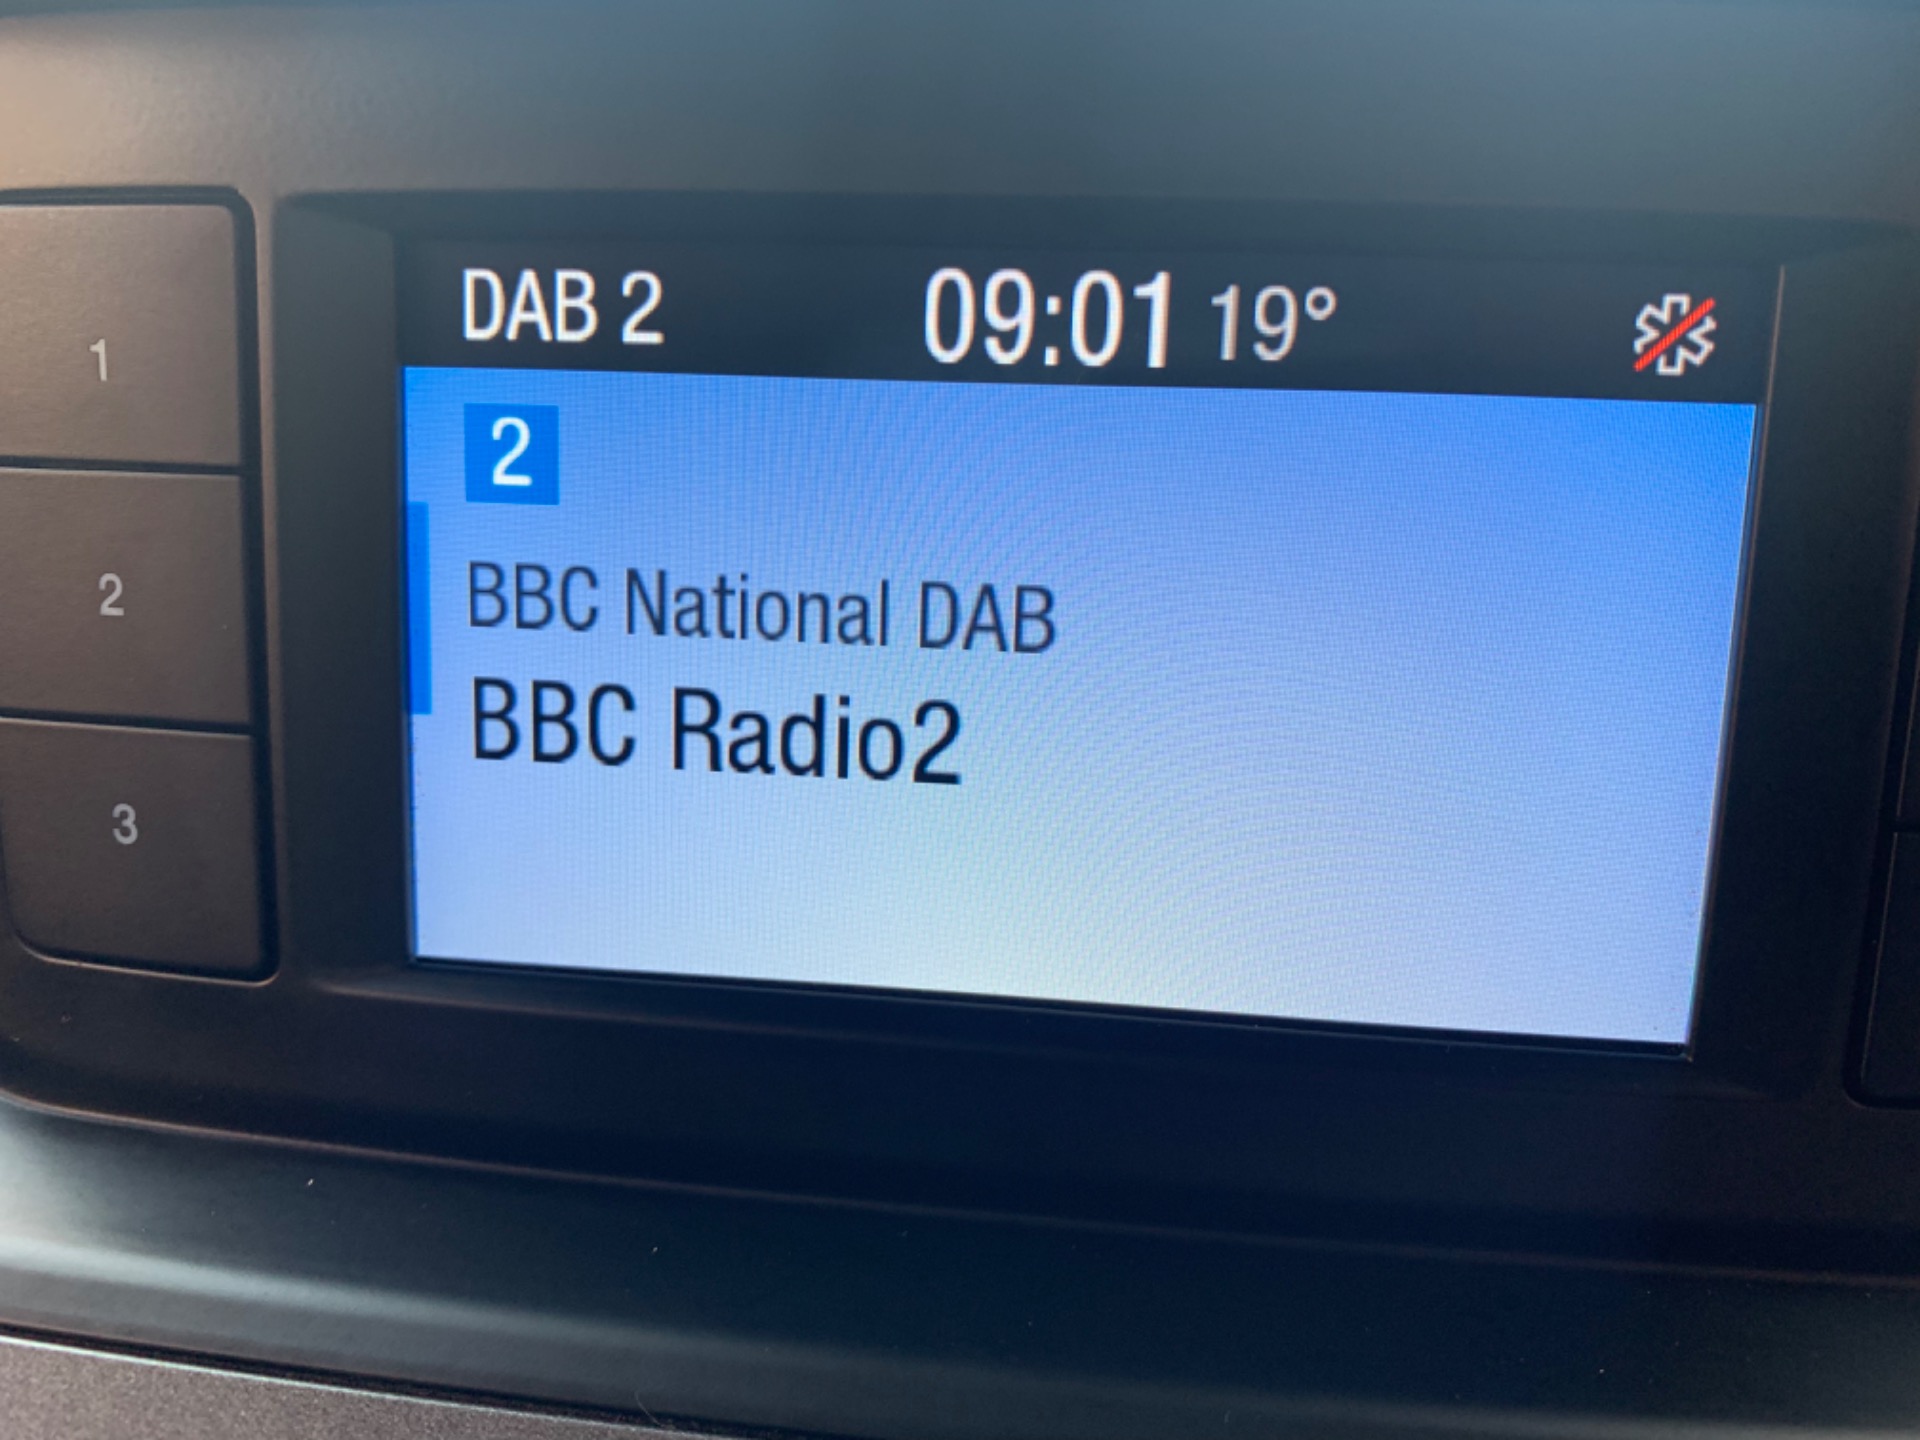 DAB 2 09:01 19°
2
BBC National DAB
BBC Radio2
1
2
3